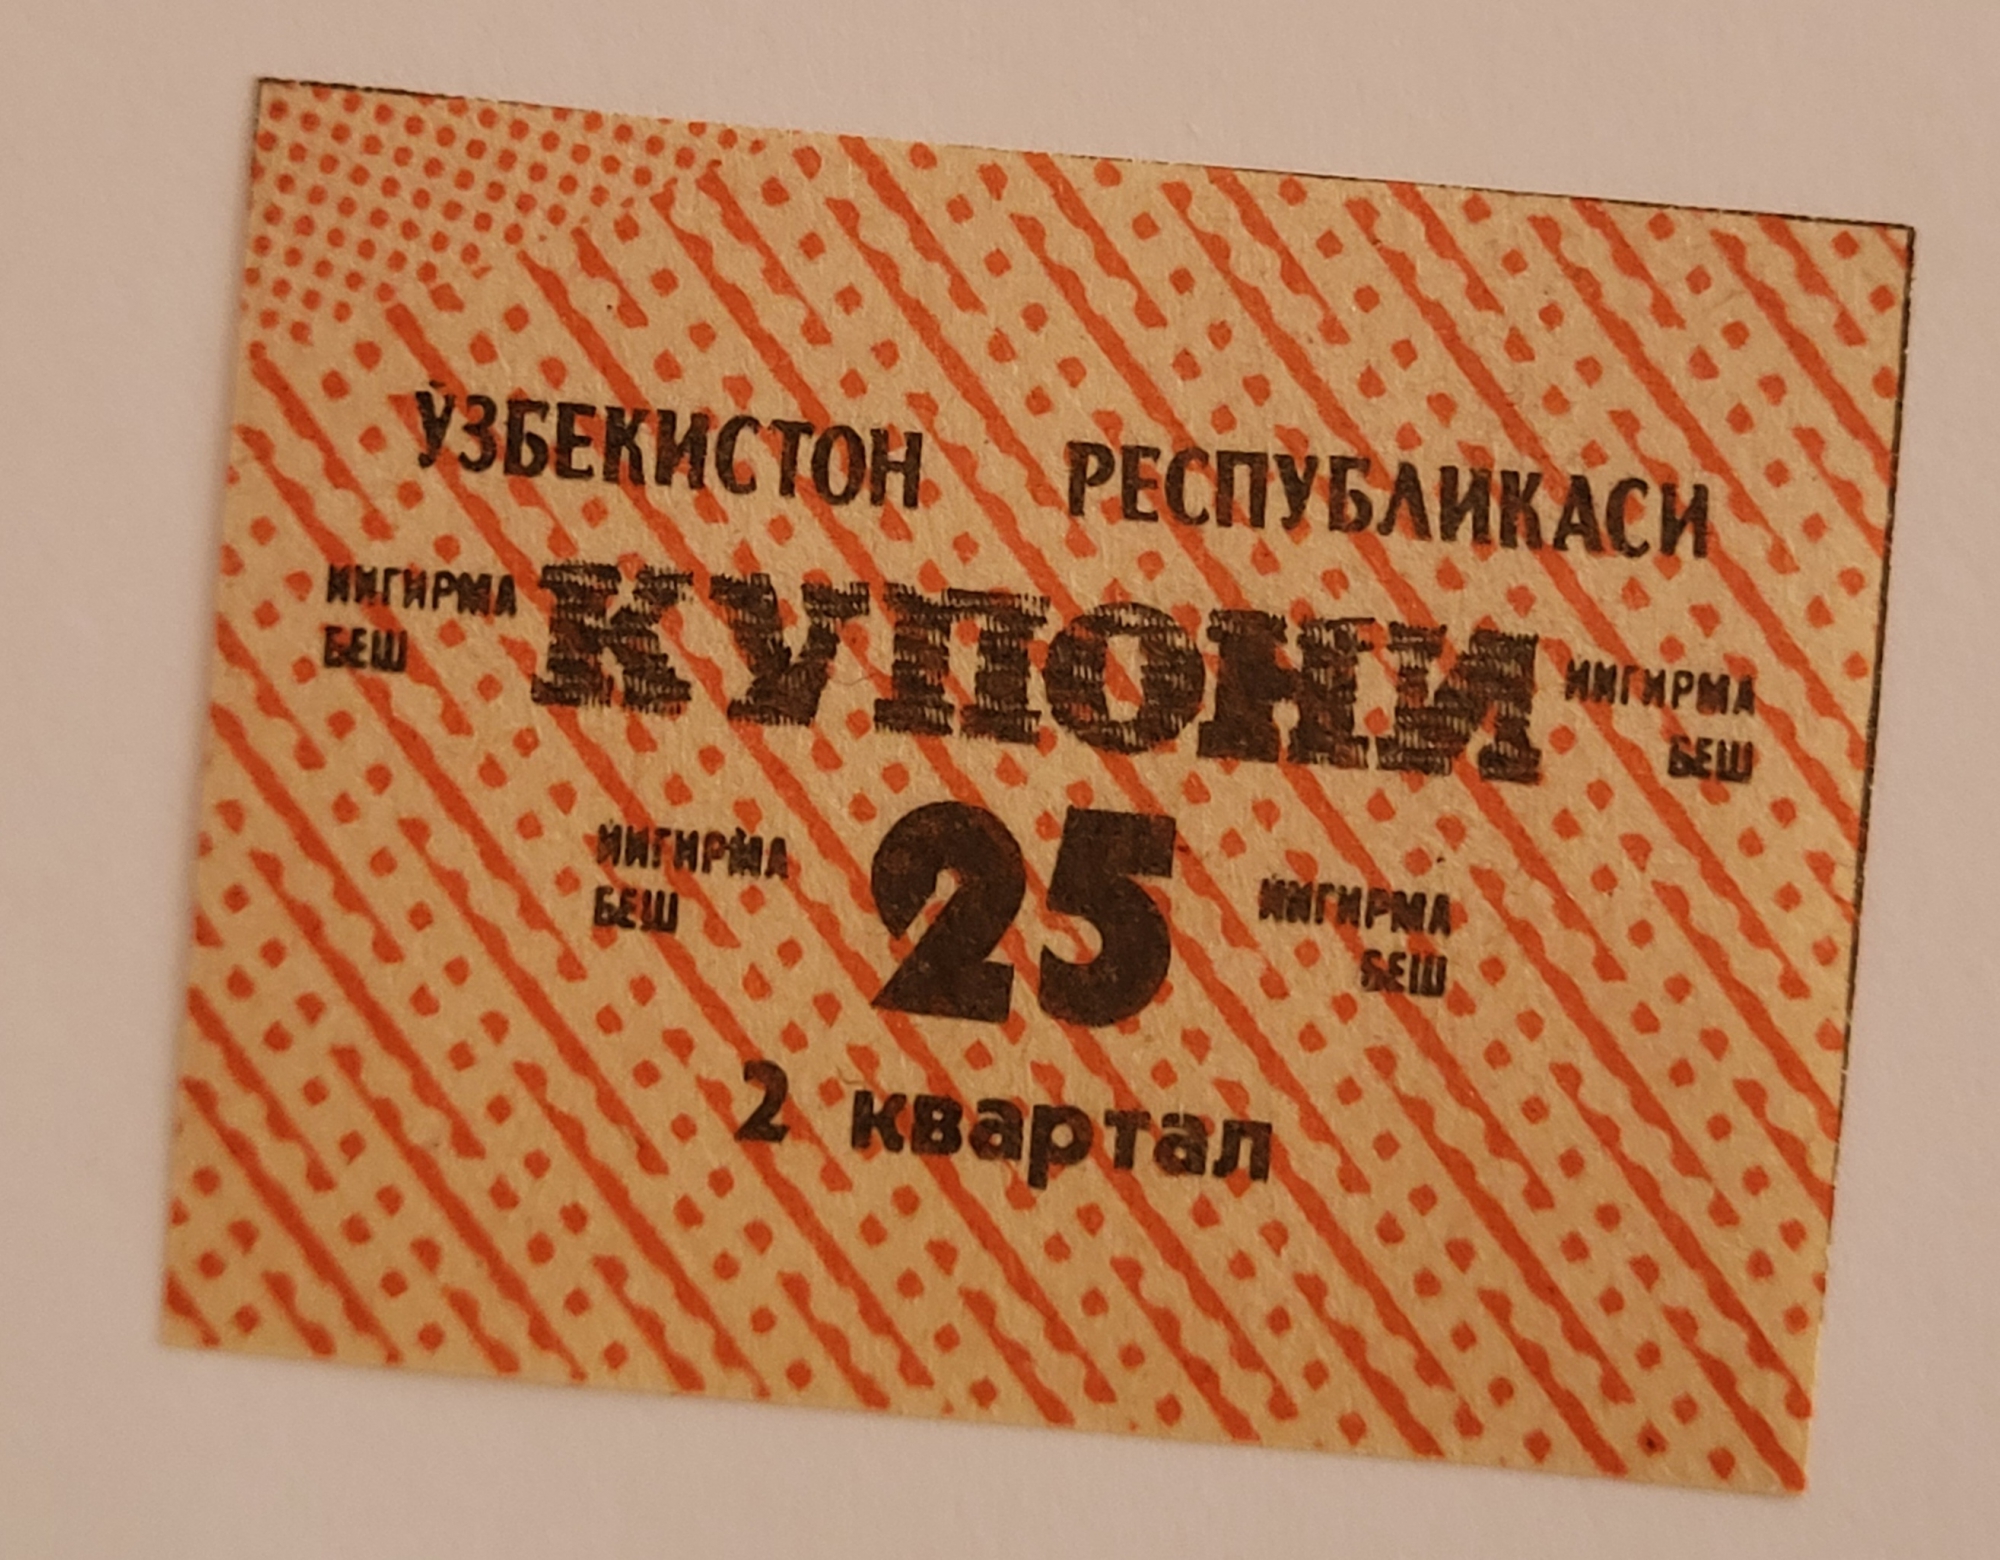 ЎЗБЕКИСТОН РЕСПУБЛИКАСИ
ЙИГИРМА
БЕШ
КУПОНИ
ЙИГИРМА
БЕШ
ЙИГИРМА
БЕШ
25
ЙИГИРМА
БЕШ
2 квартал